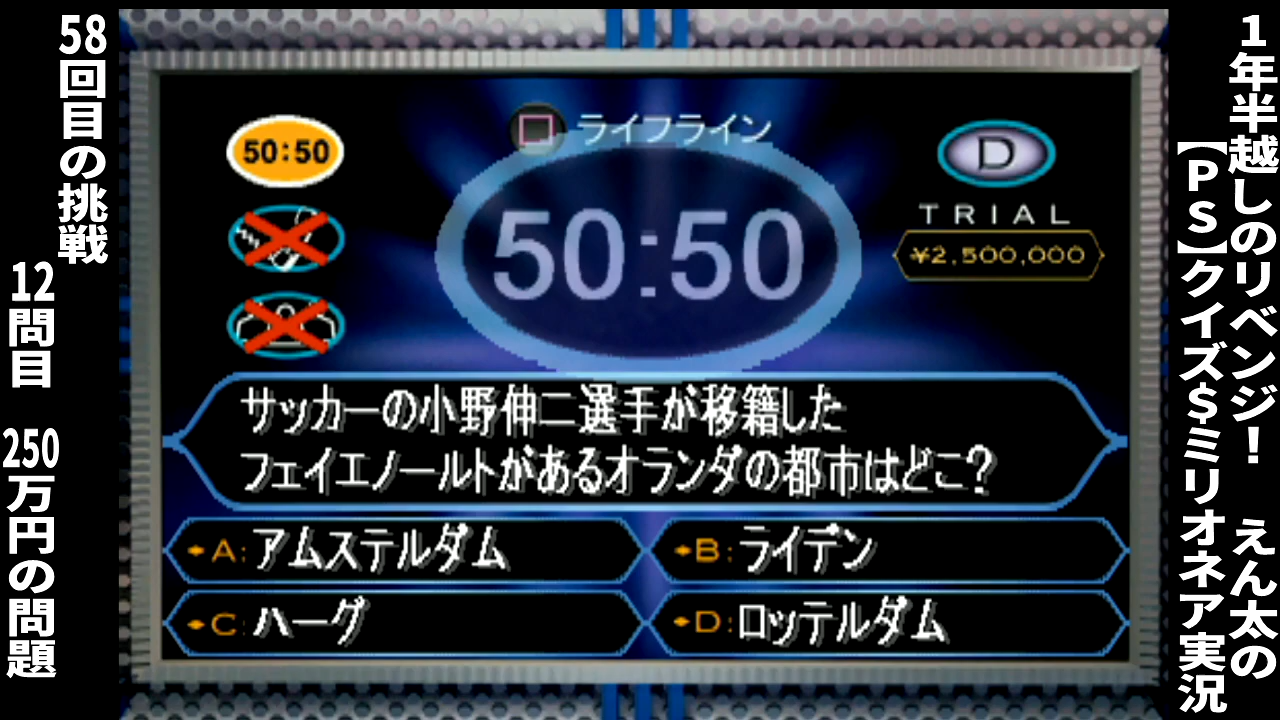 1年半越しのリベンジ！ えん太の
【PS】クイズ$ミリオネア実況
58回目の挑戦
12問目 250万円の問題
50:50
ライフライン
50:50
D
TRIAL
¥2,500,000
サッカーの小野伸二選手が移籍した
フェイエノールトがあるオランダの都市はどこ?
A: アムステルダム
B: ライデン
C: ハーグ
D: ロッテルダム